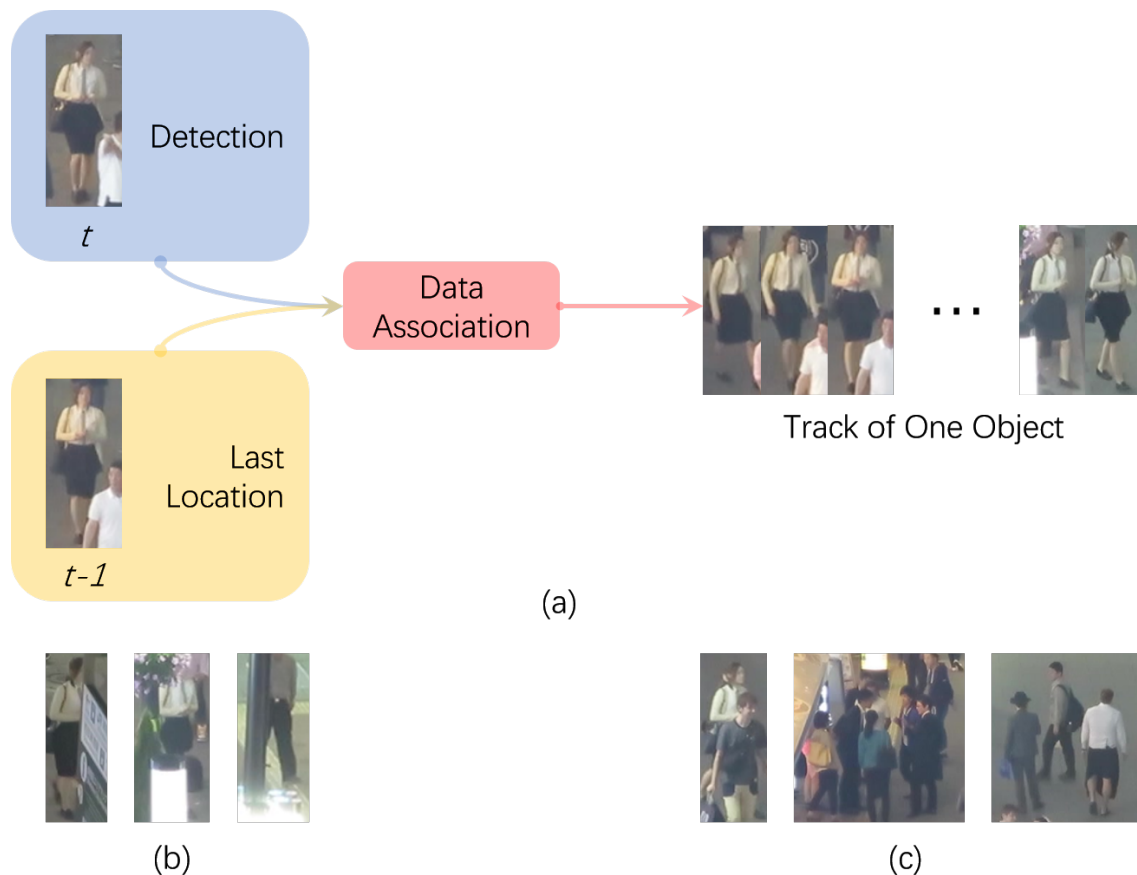 Detection
t
Data
Association
...
Track of One Object
Last
Location
t-1
(a)
(b)
(c)